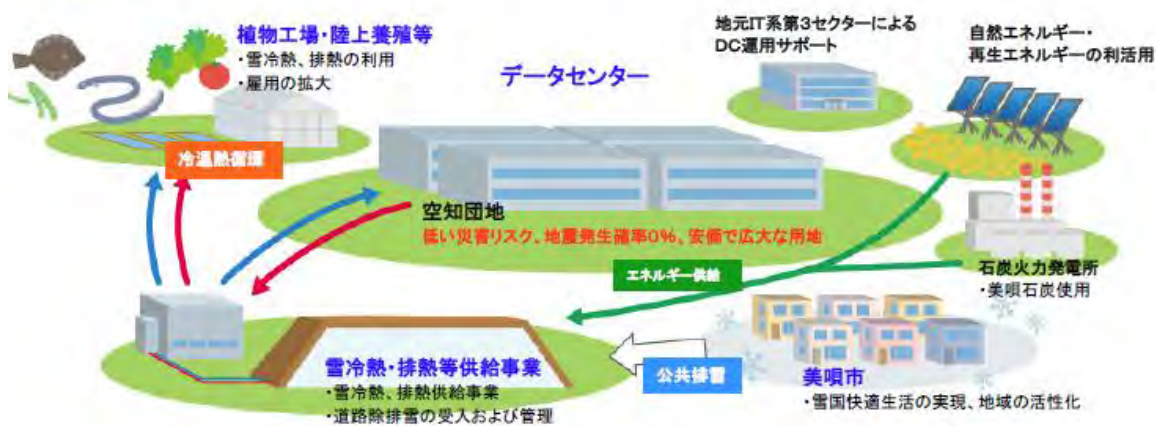 植物工場・陸上養殖等
・雪冷熱、排熱の利用
・雇用の拡大
データセンター
地元IT系第3セクターによる
DC運用サポート
自然エネルギー・
再生エネルギーの利活用
冷温熱循環
空知団地
低い災害リスク、地震発生確率0%、安価で広大な用地
エネルギー供給
石炭火力発電所
・美唄石炭使用
雪冷熱・排熱等供給事業
・雪冷熱、排熱供給事業
・道路除排雪の受入および管理
公共排雪
美唄市
・雪国快適生活の実現、地域の活性化